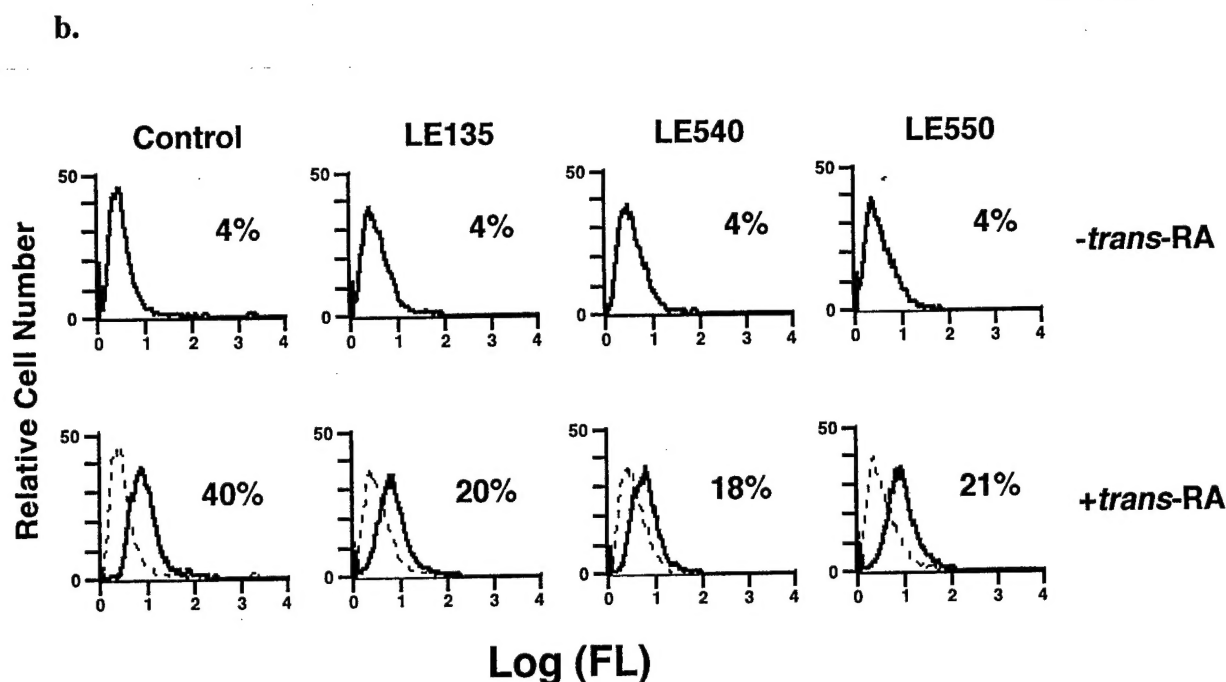 b.
Control LE135 LE540 LE550
Relative Cell Number
50 50 50 50
4% 4% 4% 4%
-trans-RA
0 0 0 0
0 1 2 3 4 0 1 2 3 4 0 1 2 3 4 0 1 2 3 4
50 50 50 50
40% 20% 18% 21%
+trans-RA
0 0 0 0
0 1 2 3 4 0 1 2 3 4 0 1 2 3 4 0 1 2 3 4
Log (FL)